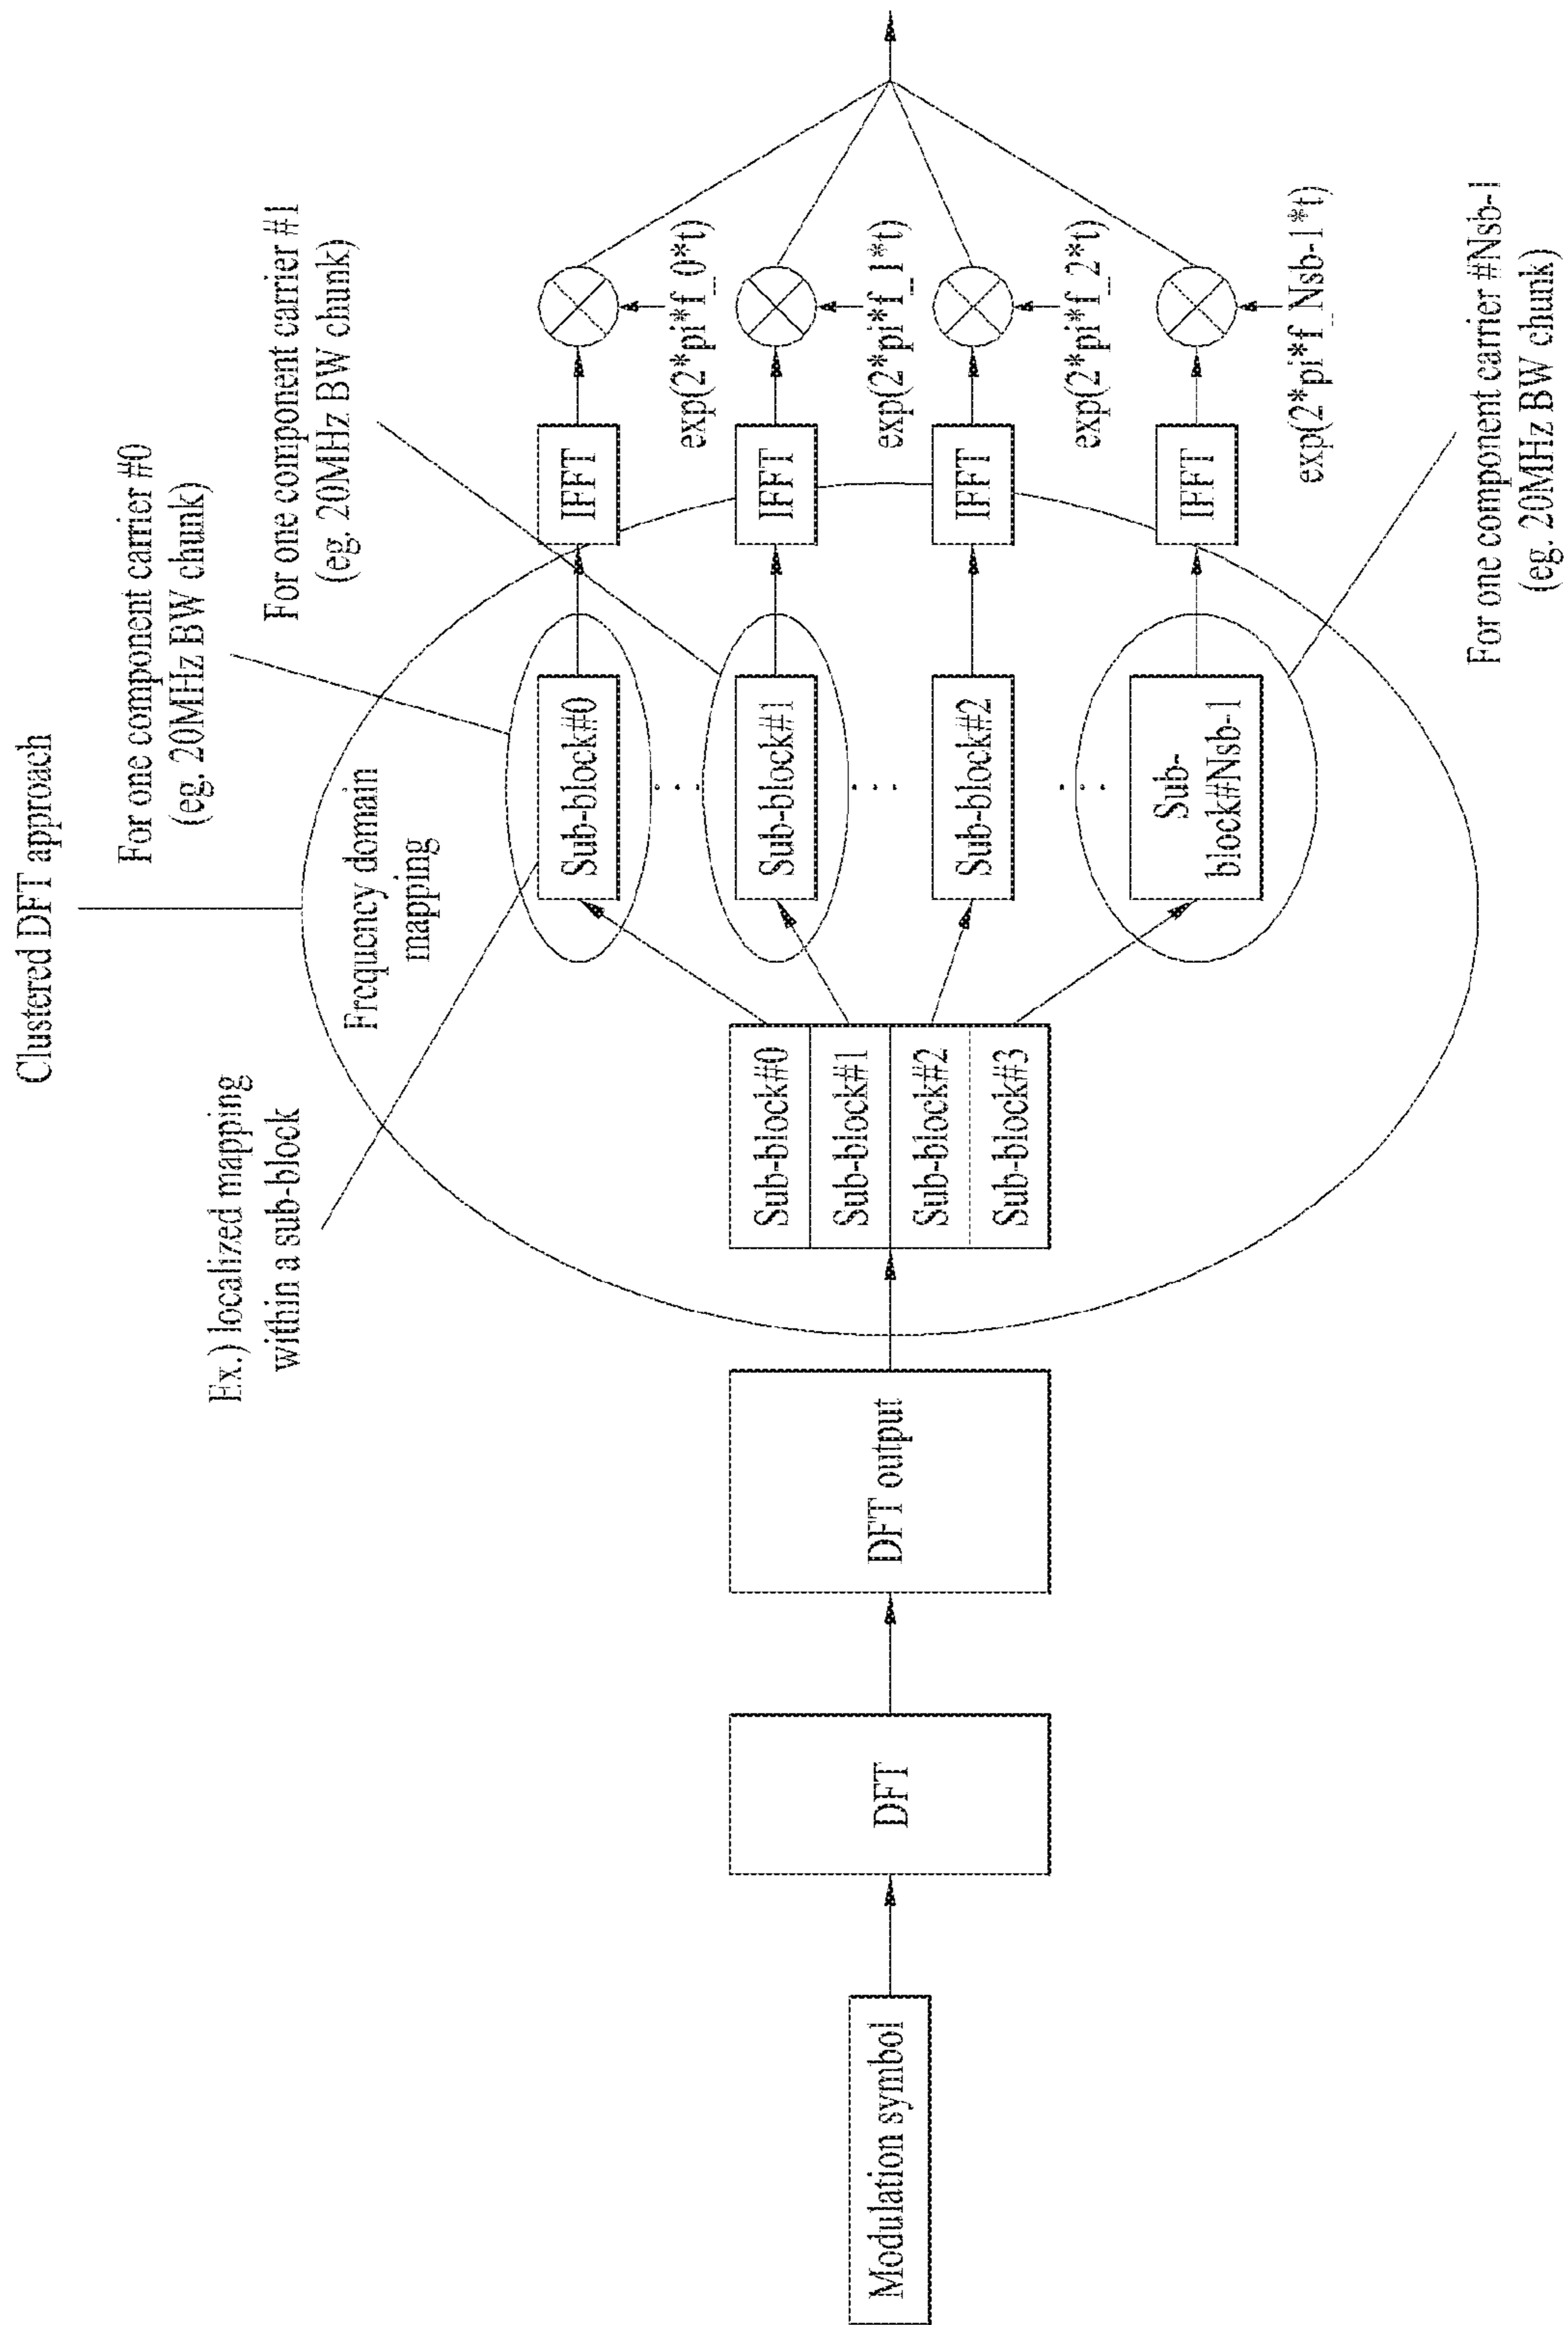 Clustered DFT approach
For one component carrier #0
(eg. 20MHz BW chunk)
For one component carrier #1
(eg. 20MHz BW chunk)
Ex.) localized mapping
within a sub-block
Frequency domain
mapping
Modulation symbol
DFT
DFT output
Sub-block#0
Sub-block#1
Sub-block#2
Sub-block#3
Sub-block#0
IFFT
exp(2*pi*f_0*t)
Sub-block#1
IFFT
exp(2*pi*f_1*t)
Sub-block#2
IFFT
exp(2*pi*f_2*t)
Sub-
block#Nsb-1
IFFT
exp(2*pi*f_Nsb-1*t)
For one component carrier #Nsb-1
(eg. 20MHz BW chunk)